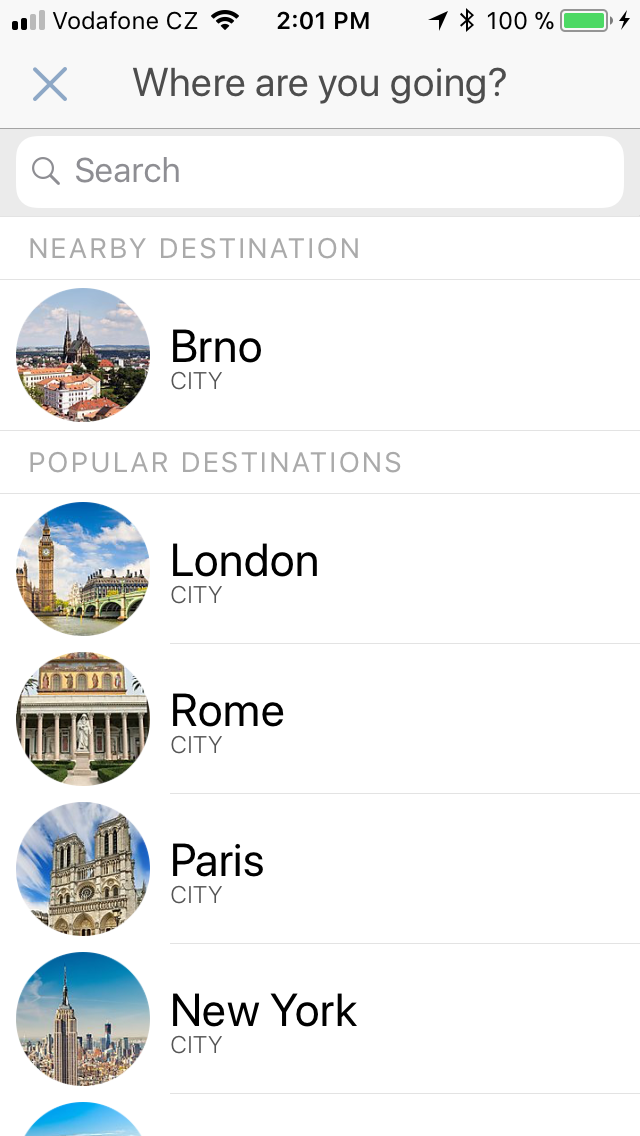 Vodafone CZ 2:01 PM 100 %
Where are you going?
Search
NEARBY DESTINATION
Brno
CITY
POPULAR DESTINATIONS
London
CITY
Rome
CITY
Paris
CITY
New York
CITY